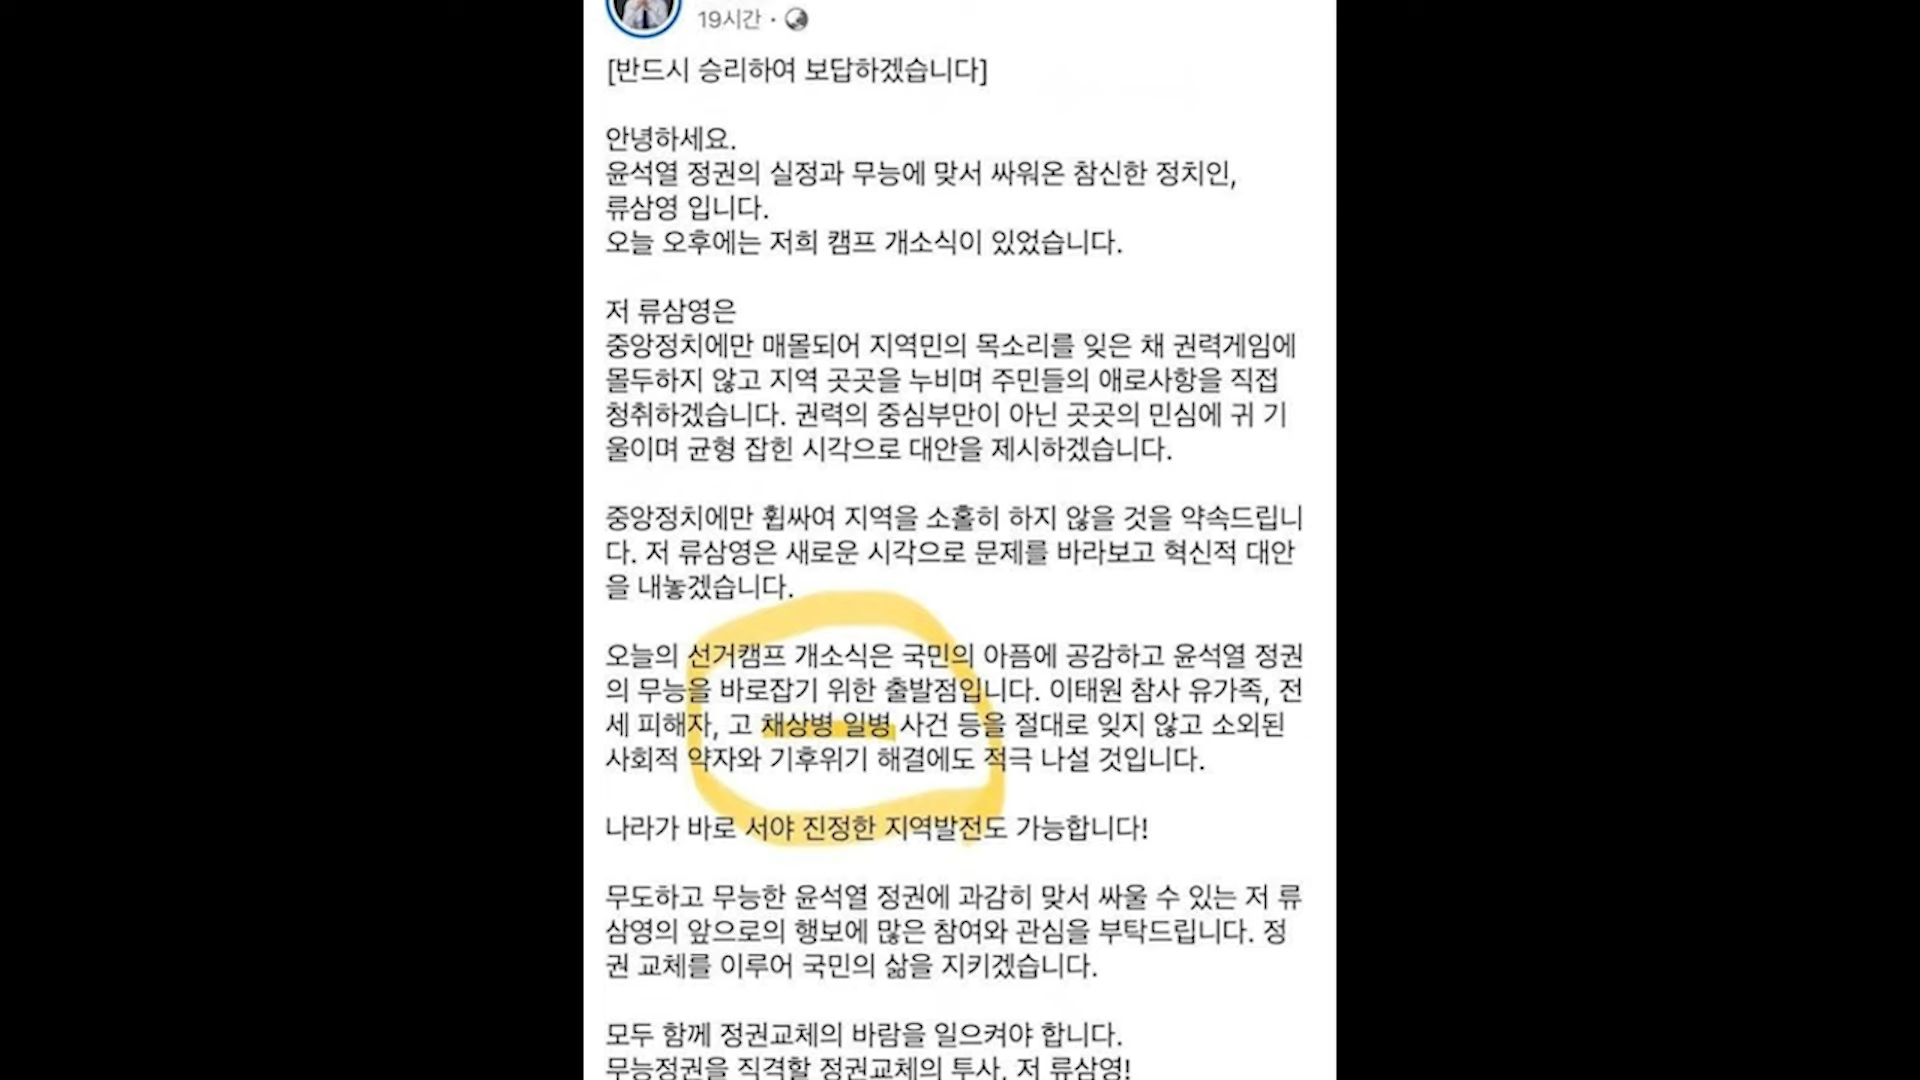 19시간
[반드시 승리하여 보답하겠습니다]
안녕하세요.
윤석열 정권의 실정과 무능에 맞서 싸워온 참신한 정치인,
류삼영 입니다.
오늘 오후에는 저희 캠프 개소식이 있었습니다.
저 류삼영은
중앙정치에만 매몰되어 지역민의 목소리를 잊은 채 권력게임에
몰두하지 않고 지역 곳곳을 누비며 주민들의 애로사항을 직접
청취하겠습니다. 권력의 중심부만이 아닌 곳곳의 민심에 귀 기
울이며 균형 잡힌 시각으로 대안을 제시하겠습니다.
중앙정치에만 휩싸여 지역을 소홀히 하지 않을 것을 약속드립니
다. 저 류삼영은 새로운 시각으로 문제를 바라보고 혁신적 대안
을 내놓겠습니다.
오늘의 선거캠프 개소식은 국민의 아픔에 공감하고 윤석열 정권
의 무능을 바로잡기 위한 출발점입니다. 이태원 참사 유가족, 전
세 피해자, 고 채상병 일병 사건 등을 절대로 잊지 않고 소외된
사회적 약자와 기후위기 해결에도 적극 나설 것입니다.
나라가 바로 서야 진정한 지역발전도 가능합니다!
무도하고 무능한 윤석열 정권에 과감히 맞서 싸울 수 있는 저 류
삼영의 앞으로의 행보에 많은 참여와 관심을 부탁드립니다. 정
권 교체를 이루어 국민의 삶을 지키겠습니다.
모두 함께 정권교체의 바람을 일으켜야 합니다.
무능정권을 직격할 정권교체의 투사, 저 류삼영!